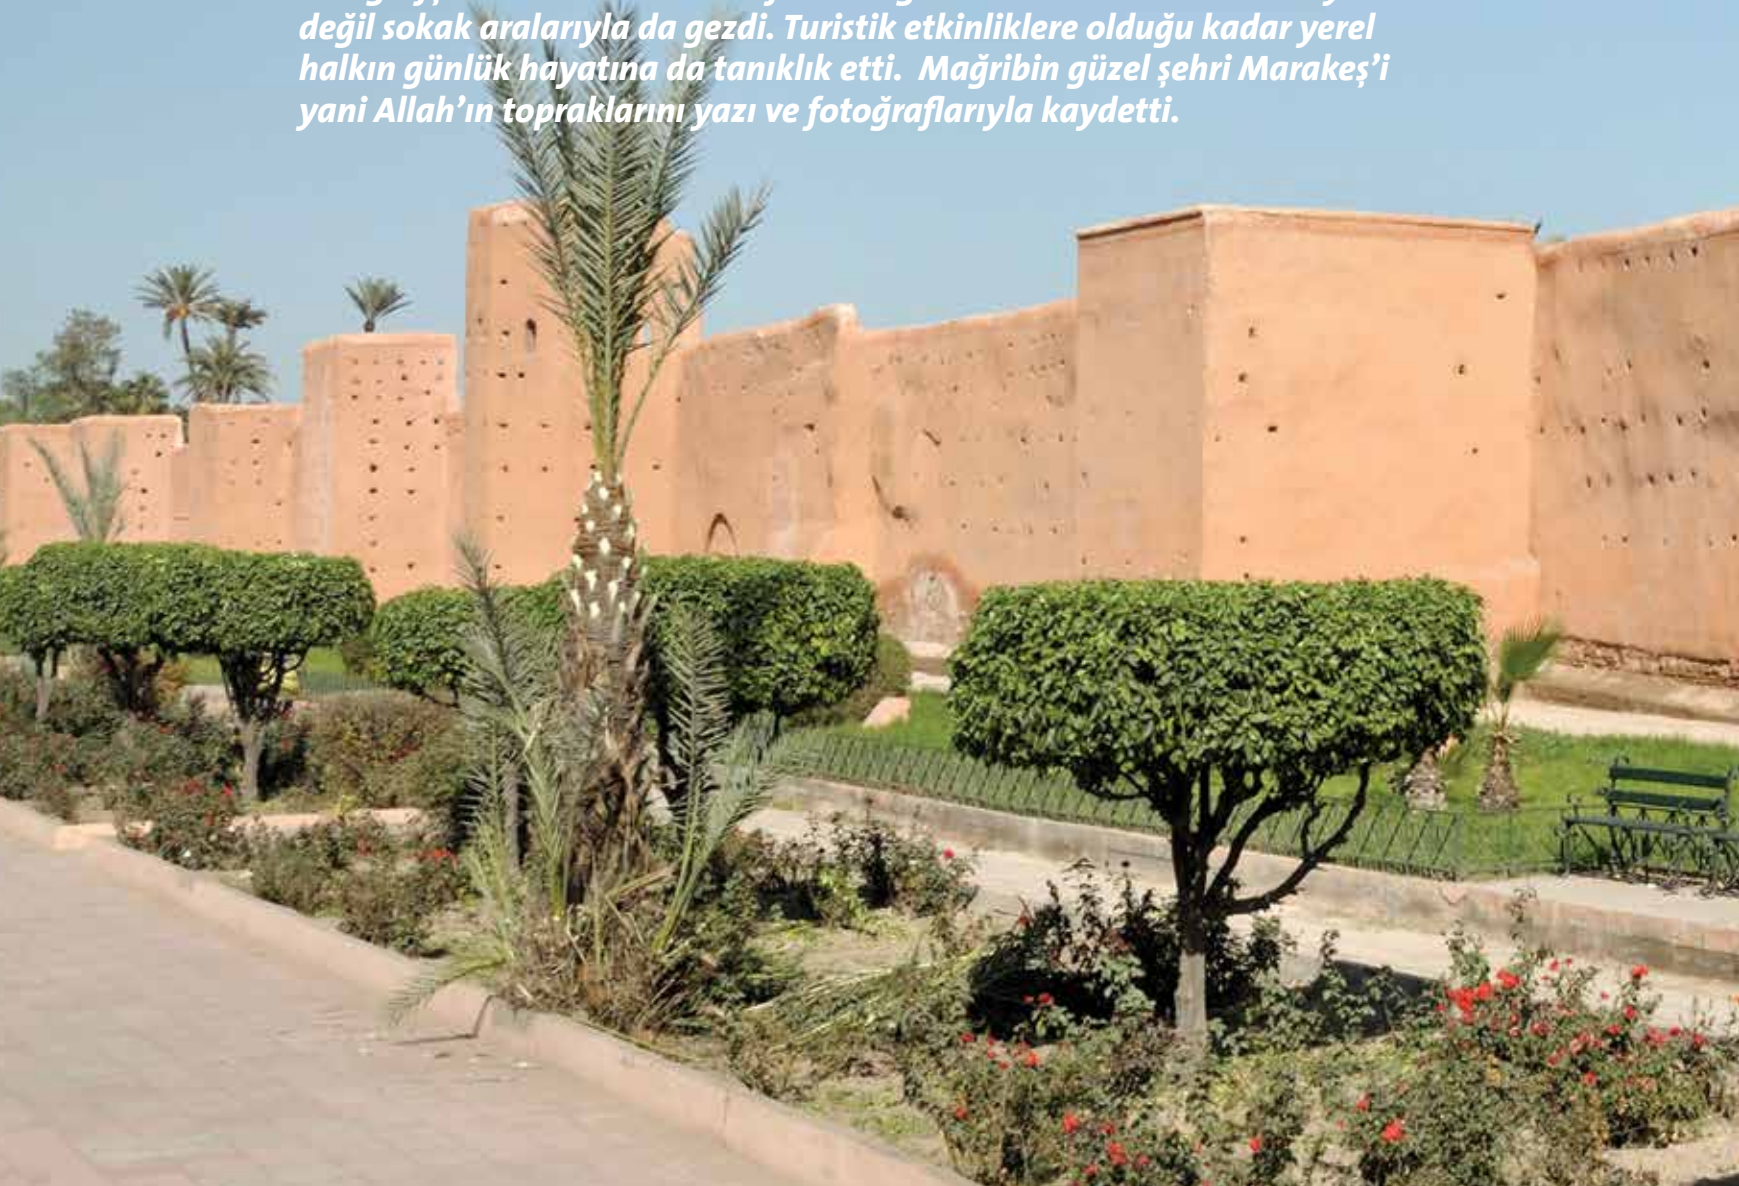 değil sokak aralarıyla da gezdi. Turistik etkinliklere olduğu kadar yerel
halkın günlük hayatına da tanıklık etti.  Mağribin güzel şehri Marakeş’i
yani Allah’ın topraklarını yazı ve fotoğraflarıyla kaydetti.